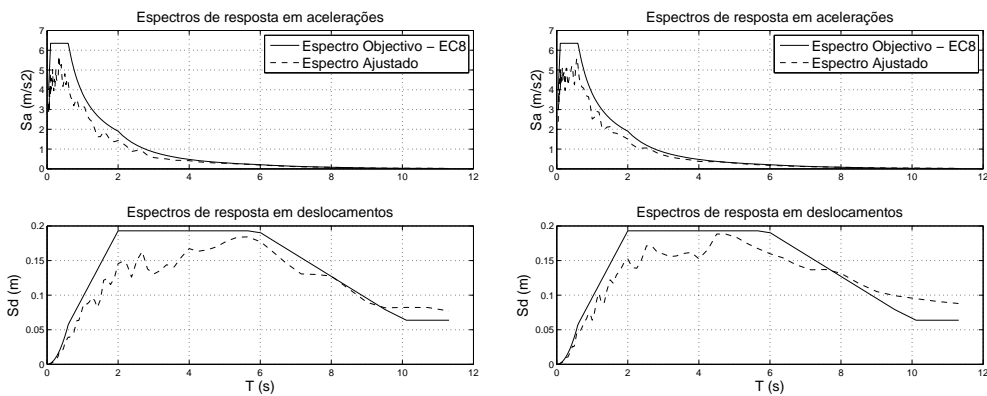 Espectros de resposta em acelerações
7
6
5
4
3
2
1
0
Sa (m/s2)
Espectro Objectivo – EC8
Espectro Ajustado
0 2 4 6 8 10 12
Espectros de resposta em deslocamentos
0.2
0.15
0.1
0.05
0
Sd (m)
0 2 4 6 8 10 12
T (s)
Espectros de resposta em acelerações
7
6
5
4
3
2
1
0
Sa (m/s2)
Espectro Objectivo – EC8
Espectro Ajustado
0 2 4 6 8 10 12
Espectros de resposta em deslocamentos
0.2
0.15
0.1
0.05
0
Sd (m)
0 2 4 6 8 10 12
T (s)